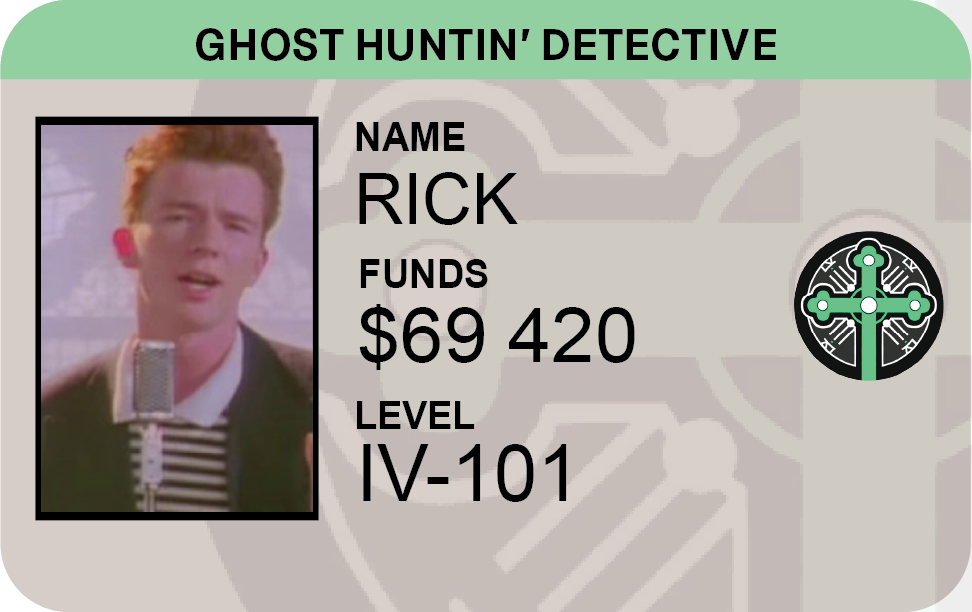 GHOST HUNTIN' DETECTIVE
NAME
RICK
FUNDS
$69 420
LEVEL
IV-101